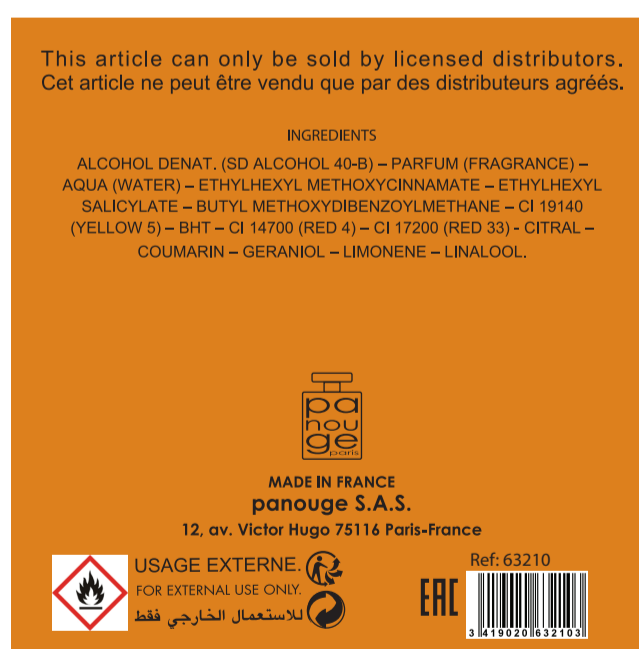 This article can only be sold by licensed distributors.
Cet article ne peut être vendu que par des distributeurs agréés.
INGREDIENTS
ALCOHOL DENAT. (SD ALCOHOL 40-B) – PARFUM (FRAGRANCE) –
AQUA (WATER) – ETHYLHEXYL METHOXYCINNAMATE – ETHYLHEXYL
SALICYLATE – BUTYL METHOXYDIBENZOYLMETHANE – CI 19140
(YELLOW 5) – BHT – CI 14700 (RED 4) – CI 17200 (RED 33) - CITRAL –
COUMARIN – GERANIOL – LIMONENE – LINALOOL.
pa
nou
ge
paris
MADE IN FRANCE
panouge S.A.S.
12, av. Victor Hugo 75116 Paris-France
USAGE EXTERNE.
FOR EXTERNAL USE ONLY.
للاستعمال الخارجي فقط
EAC
Ref: 63210
3 419020 632103